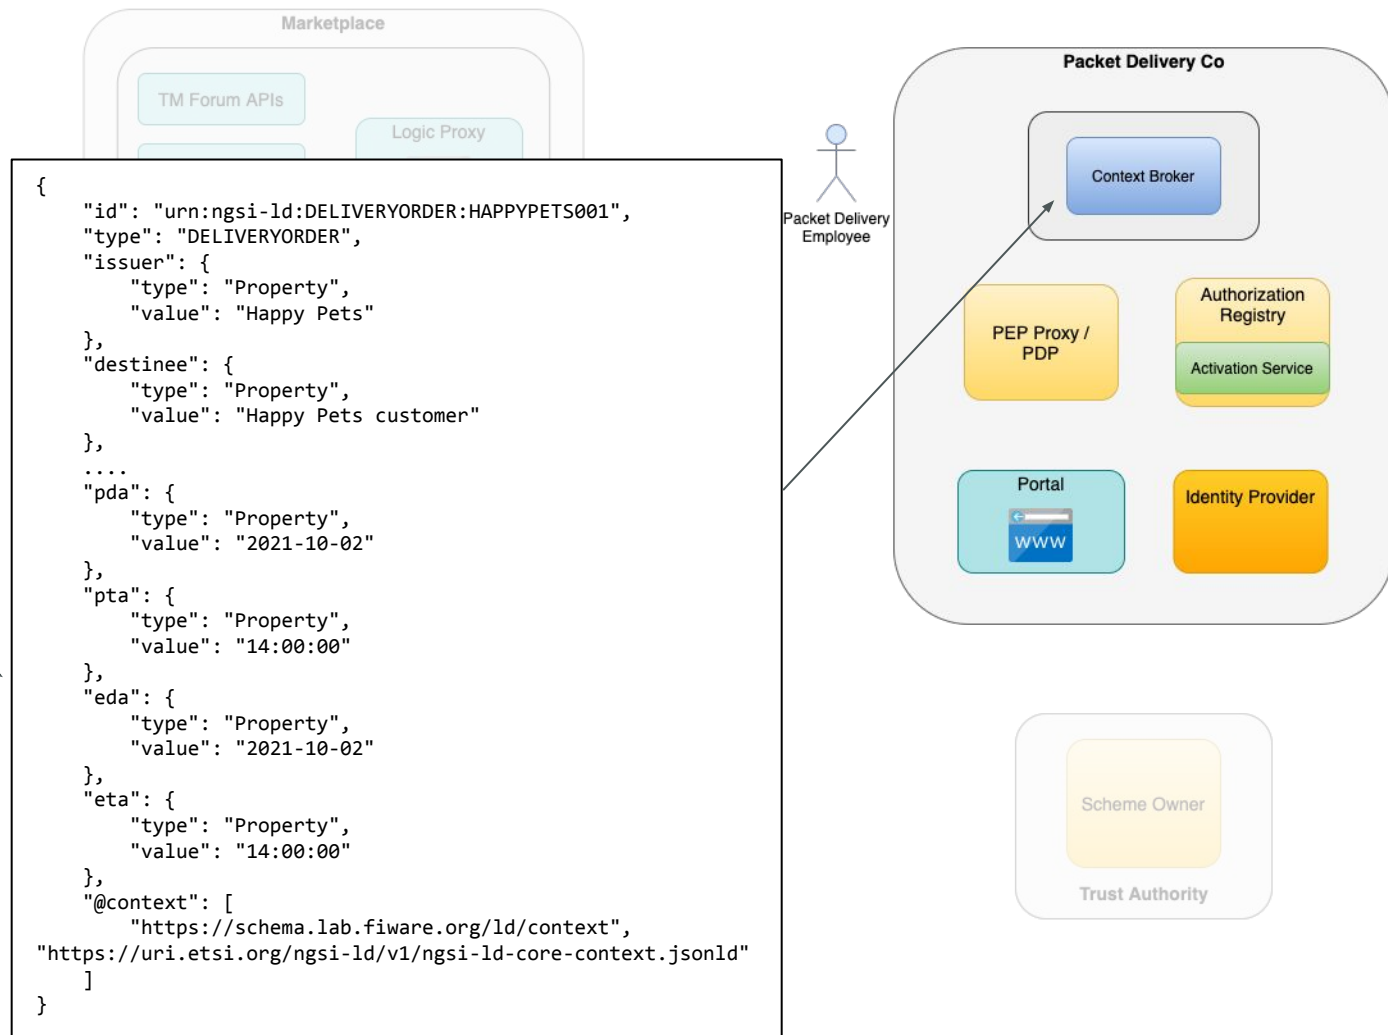 Marketplace
TM Forum APIs
Logic Proxy
{
    "id": "urn:ngsi-ld:DELIVERYORDER:HAPPYPETS001",
    "type": "DELIVERYORDER",
    "issuer": {
        "type": "Property",
        "value": "Happy Pets"
    },
    "destinee": {
        "type": "Property",
        "value": "Happy Pets customer"
    },
    ....
    "pda": {
        "type": "Property",
        "value": "2021-10-02"
    },
    "pta": {
        "type": "Property",
        "value": "14:00:00"
    },
    "eda": {
        "type": "Property",
        "value": "2021-10-02"
    },
    "eta": {
        "type": "Property",
        "value": "14:00:00"
    },
    "@context": [
        "https://schema.lab.fiware.org/ld/context",
"https://uri.etsi.org/ngsi-ld/v1/ngsi-ld-core-context.jsonld"
    ]
}
Packet Delivery
Employee
Packet Delivery Co
Context Broker
PEP Proxy /
PDP
Authorization
Registry
Activation Service
Portal
www
Identity Provider
Scheme Owner
Trust Authority